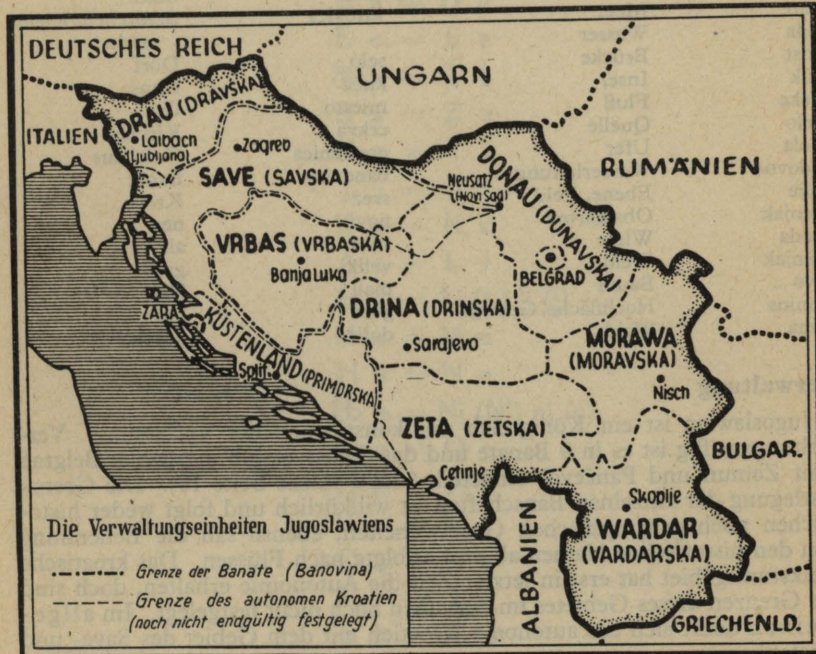 DEUTSCHES REICH
UNGARN
ITALIEN
RUMÄNIEN
DRAU (DRAVSKA)
Laibach
(Ljubljana)
Zagreb
SAVE (SAVSKA)
Neusatz
(Novi Sad)
DONAU (DUNAVSKA)
VRBAS (VRBASKA)
Banja Luka
BELGRAD
ZARA
KÜSTENLAND (PRIMORSKA)
Split
DRINA (DRINSKA)
Sarajevo
MORAWA
(MORAVSKA)
Nisch
ZETA (ZETSKA)
Cetinje
BULGAR.
Skoplje
WARDAR
(VARDARSKA)
ALBANIEN
GRIECHENLD.
Die Verwaltungseinheiten Jugoslawiens
Grenze der Banate (Banovina)
Grenze des autonomen Kroatien
(noch nicht endgültig festgelegt)